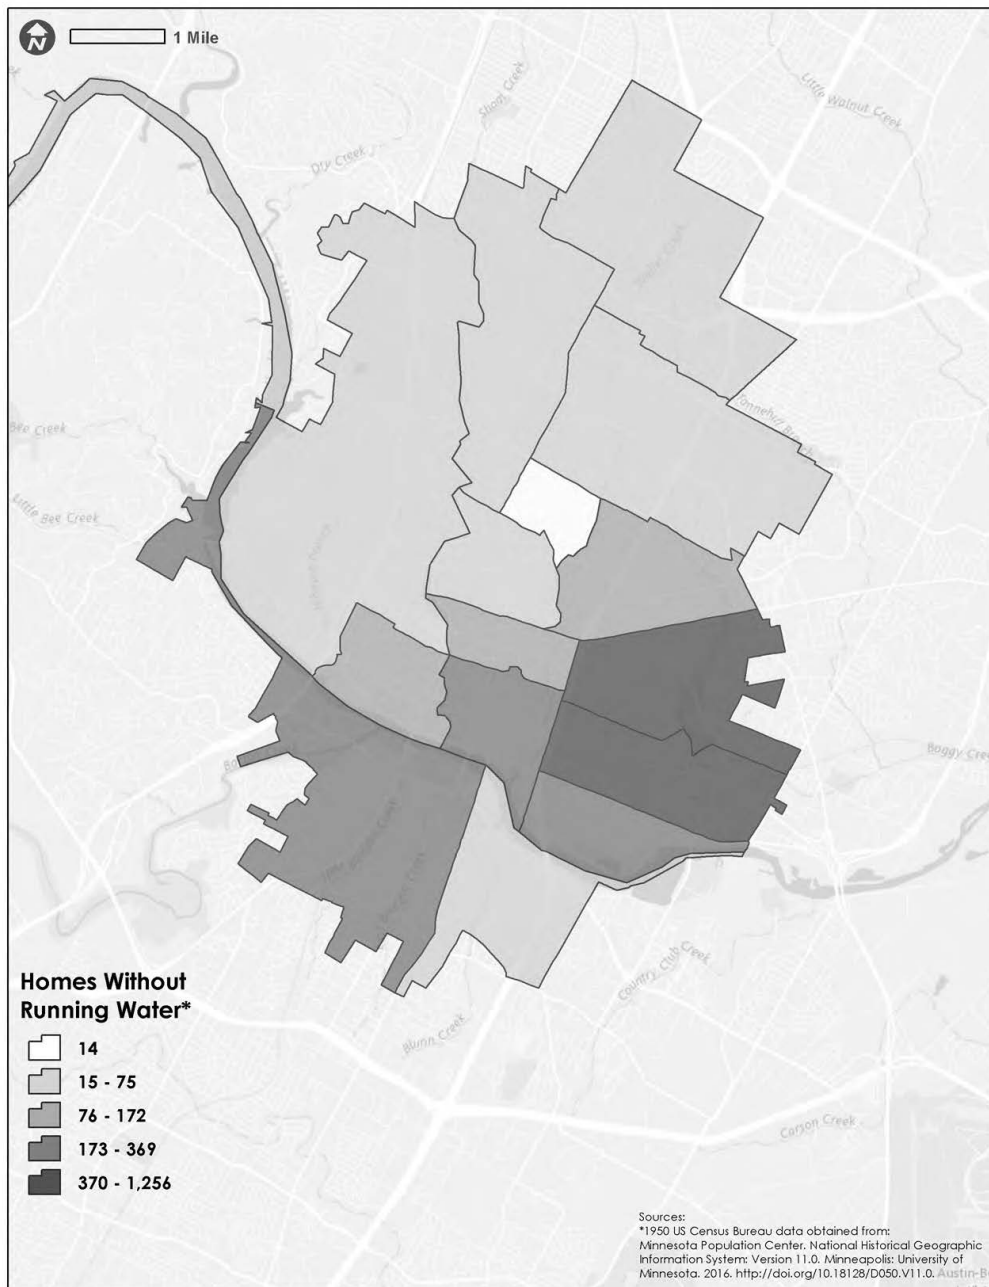 N
1 Mile
Shoal Creek
Little Walnut Creek
Dry Creek
Bee Creek
Little Bee Creek
Boggy Creek
Country Club Creek
Blunn Creek
Carson Creek
Homes Without
Running Water*
14
15 - 75
76 - 172
173 - 369
370 - 1,256
Sources:
*1950 US Census Bureau data obtained from:
Minnesota Population Center. National Historical Geographic
Information System: Version 11.0. Minneapolis: University of
Minnesota. 2016. http://doi.org/10.18128/D050.V11.0.
Austin-B